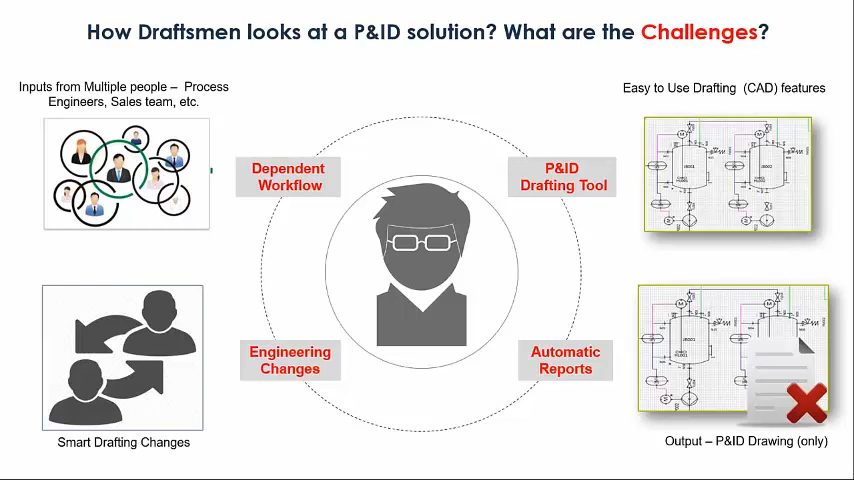 How Draftsmen looks at a P&ID solution? What are the Challenges?
Inputs from Multiple people – Process
Engineers, Sales team, etc.
Easy to Use Drafting (CAD) features
Dependent
Workflow
P&ID
Drafting Tool
Engineering
Changes
Automatic
Reports
Smart Drafting Changes
Output – P&ID Drawing (only)